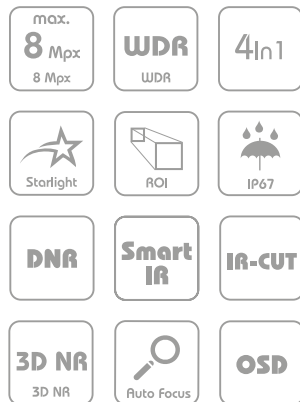 max.
8 Mpx
8 Mpx
WDR
WDR
4In1
Starlight
ROI
IP67
DNR
Smart
IR
IR-CUT
3D NR
3D NR
Auto Focus
OSD